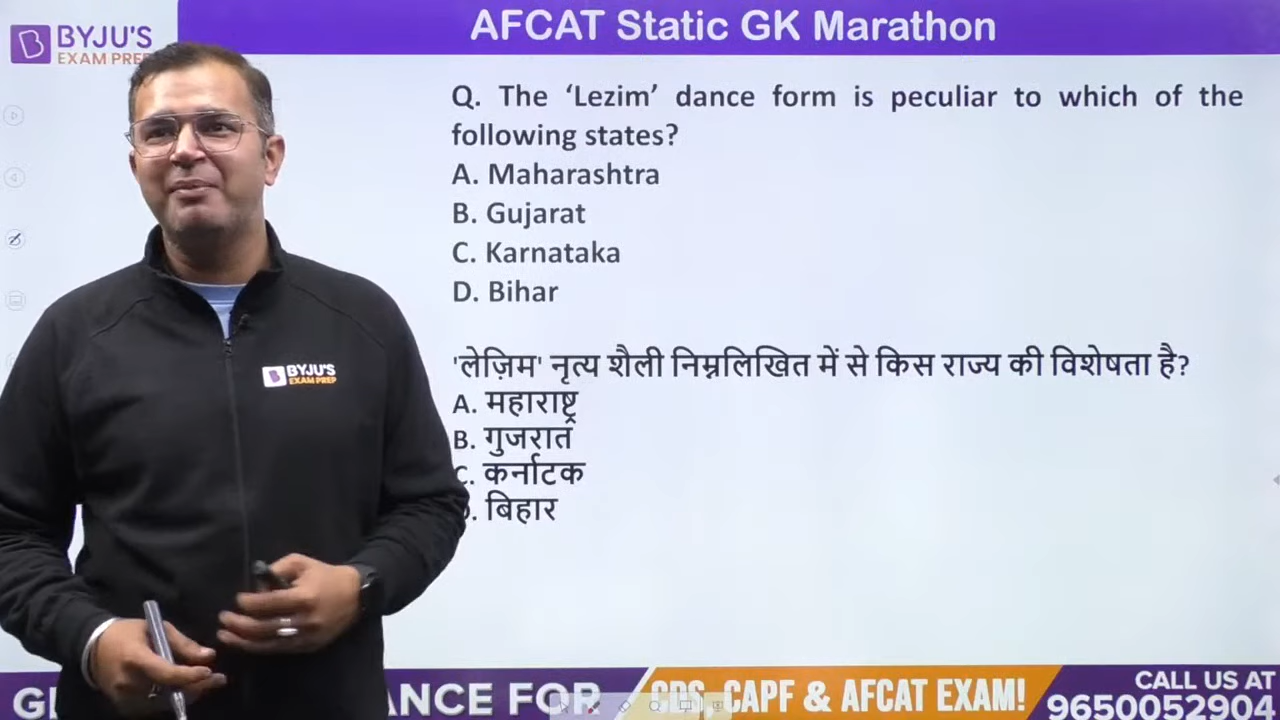 AFCAT Static GK Marathon
BYJU'S
EXAM PREP
Q. The ‘Lezim’ dance form is peculiar to which of the
following states?
A. Maharashtra
B. Gujarat
C. Karnataka
D. Bihar
'लेज़िम' नृत्य शैली निम्नलिखित में से किस राज्य की विशेषता है?
A. महाराष्ट्र
B. गुजरात
C. कर्नाटक
. बिहार
BYJU'S
EXAM PREP
ANCE FOR
CDS, CAPF & AFCAT EXAM!
CALL US AT
9650052904